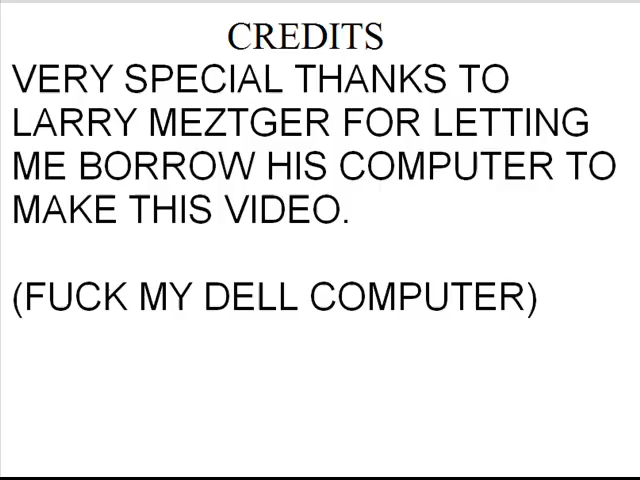 CREDITS
VERY SPECIAL THANKS TO
LARRY MEZTGER FOR LETTING
ME BORROW HIS COMPUTER TO
MAKE THIS VIDEO.
(FUCK MY DELL COMPUTER)